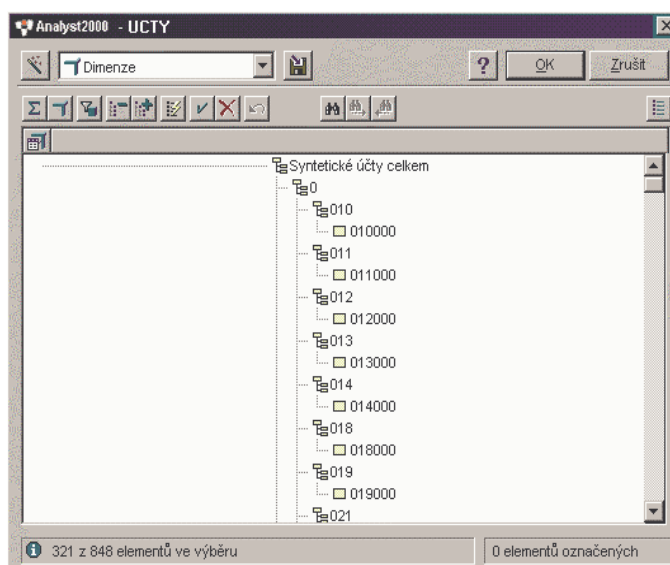 Analyst2000 - UCTY
Dimenze
? OK Zrušit
Σ
Syntetické účty celkem
0
010
010000
011
011000
012
012000
013
013000
014
014000
018
018000
019
019000
021
321 z 848 elementů ve výběru
0 elementů označených